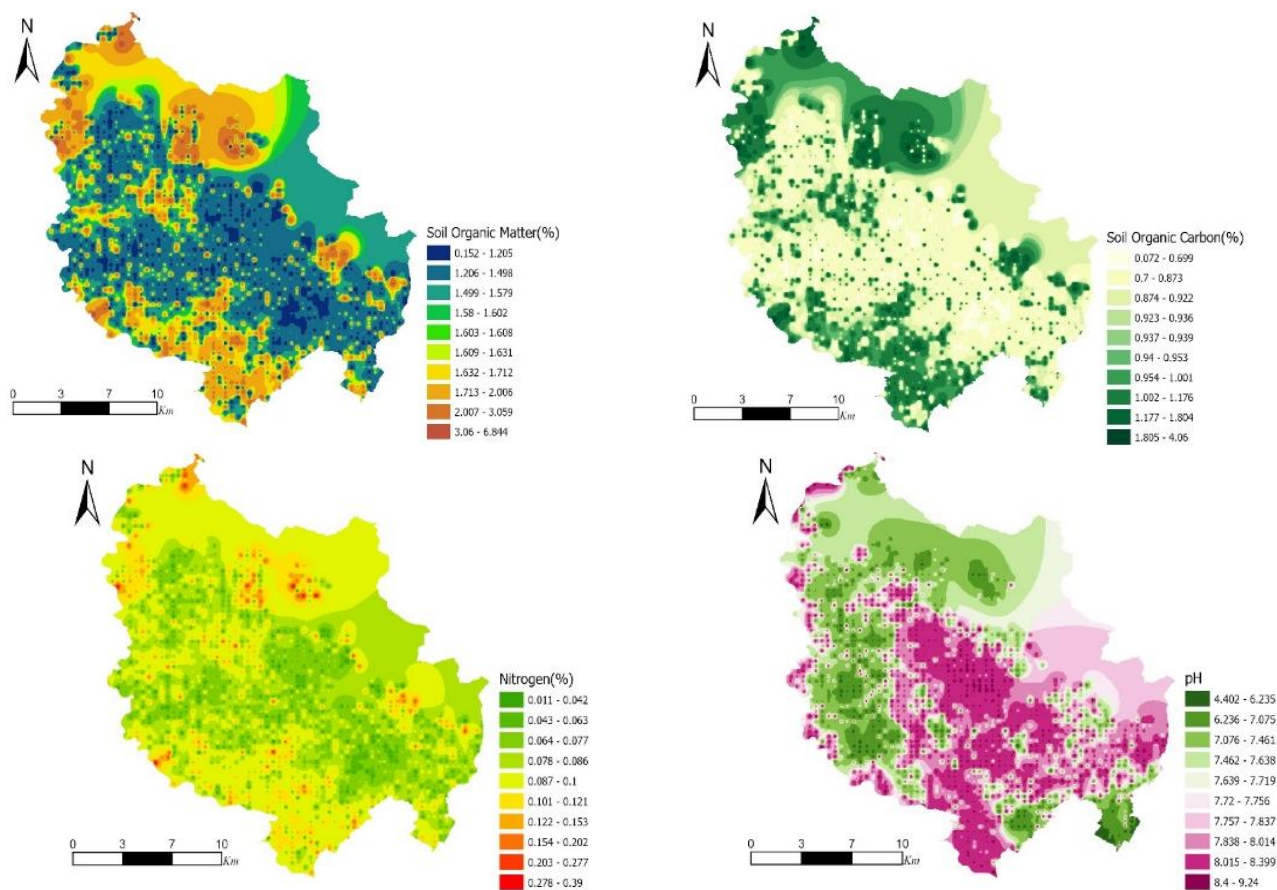 N
Soil Organic Matter(%)
0.152 - 1.205
1.206 - 1.498
1.499 - 1.579
1.58 - 1.602
1.603 - 1.608
1.609 - 1.631
1.632 - 1.712
1.713 - 2.006
2.007 - 3.059
3.06 - 6.844
0 3 7 10
Km
N
Soil Organic Carbon(%)
0.072 - 0.699
0.7 - 0.873
0.874 - 0.922
0.923 - 0.936
0.937 - 0.939
0.94 - 0.953
0.954 - 1.001
1.002 - 1.176
1.177 - 1.804
1.805 - 4.06
0 3 7 10
Km
N
Nitrogen(%)
0.011 - 0.042
0.043 - 0.063
0.064 - 0.077
0.078 - 0.086
0.087 - 0.1
0.101 - 0.121
0.122 - 0.153
0.154 - 0.202
0.203 - 0.277
0.278 - 0.39
0 3 7 10
Km
N
pH
4.402 - 6.235
6.236 - 7.075
7.076 - 7.461
7.462 - 7.638
7.639 - 7.719
7.72 - 7.756
7.757 - 7.837
7.838 - 8.014
8.015 - 8.399
8.4 - 9.24
0 3 7 10
Km